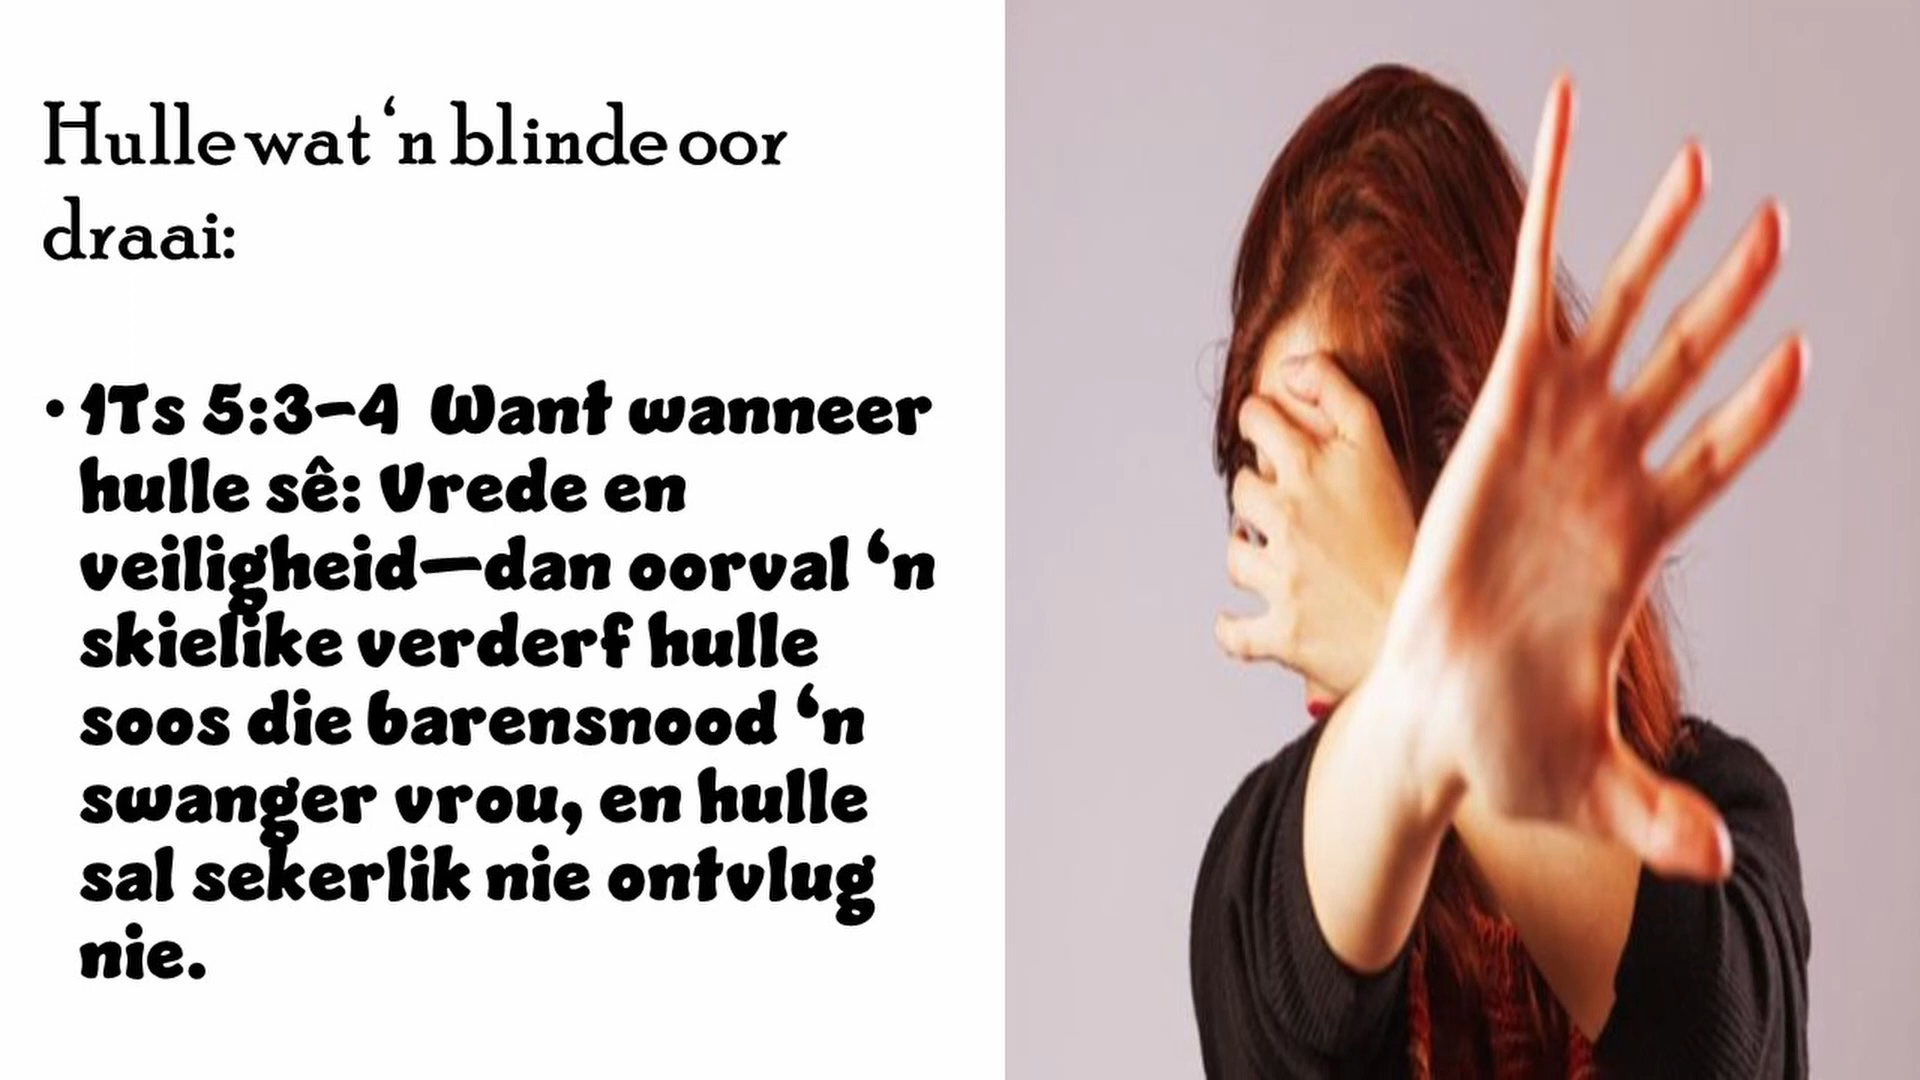 Hulle wat ‘n blinde oor
draai:
• 1Ts 5:3–4 Want wanneer
hulle sê: Vrede en
veiligheid—dan oorval ‘n
skielike verderf hulle
soos die barensnood ‘n
swanger vrou, en hulle
sal sekerlik nie ontvlug
nie.